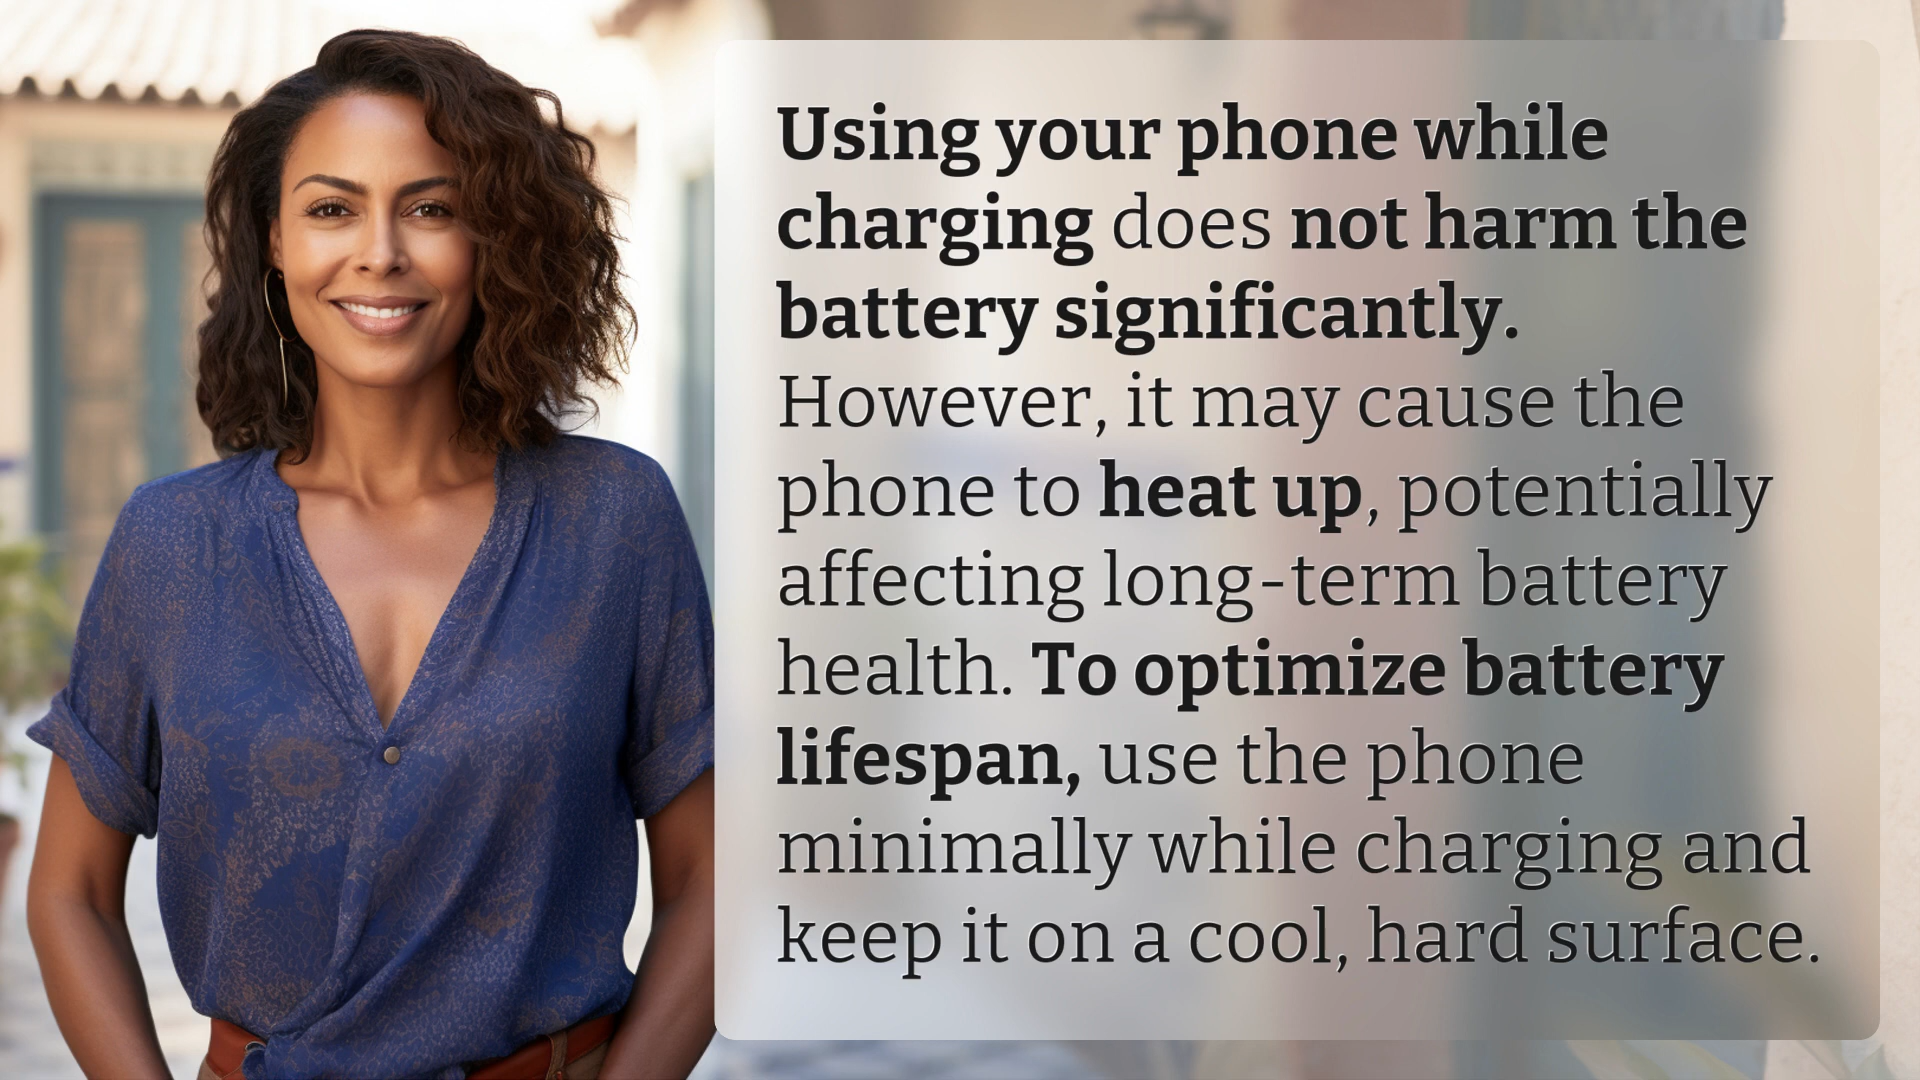 Using your phone while
charging does not harm the
battery significantly.
However, it may cause the
phone to heat up, potentially
affecting long-term battery
health. To optimize battery
lifespan, use the phone
minimally while charging and
keep it on a cool, hard surface.